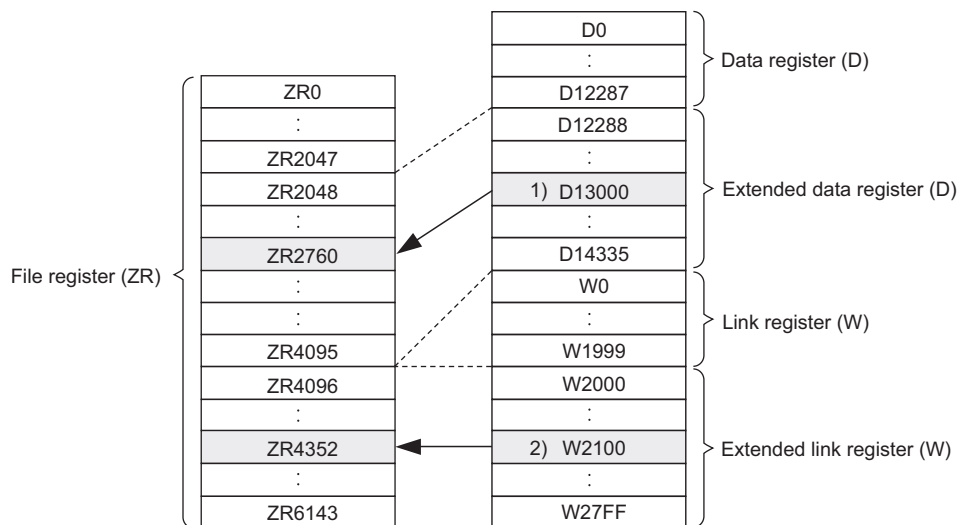 File register (ZR)
ZR0
:
ZR2047
ZR2048
:
ZR2760
:
:
ZR4095
ZR4096
:
ZR4352
:
ZR6143
D0
:
D12287
D12288
:
1) D13000
:
D14335
W0
:
W1999
W2000
:
2) W2100
:
W27FF
Data register (D)
Extended data register (D)
Link register (W)
Extended link register (W)